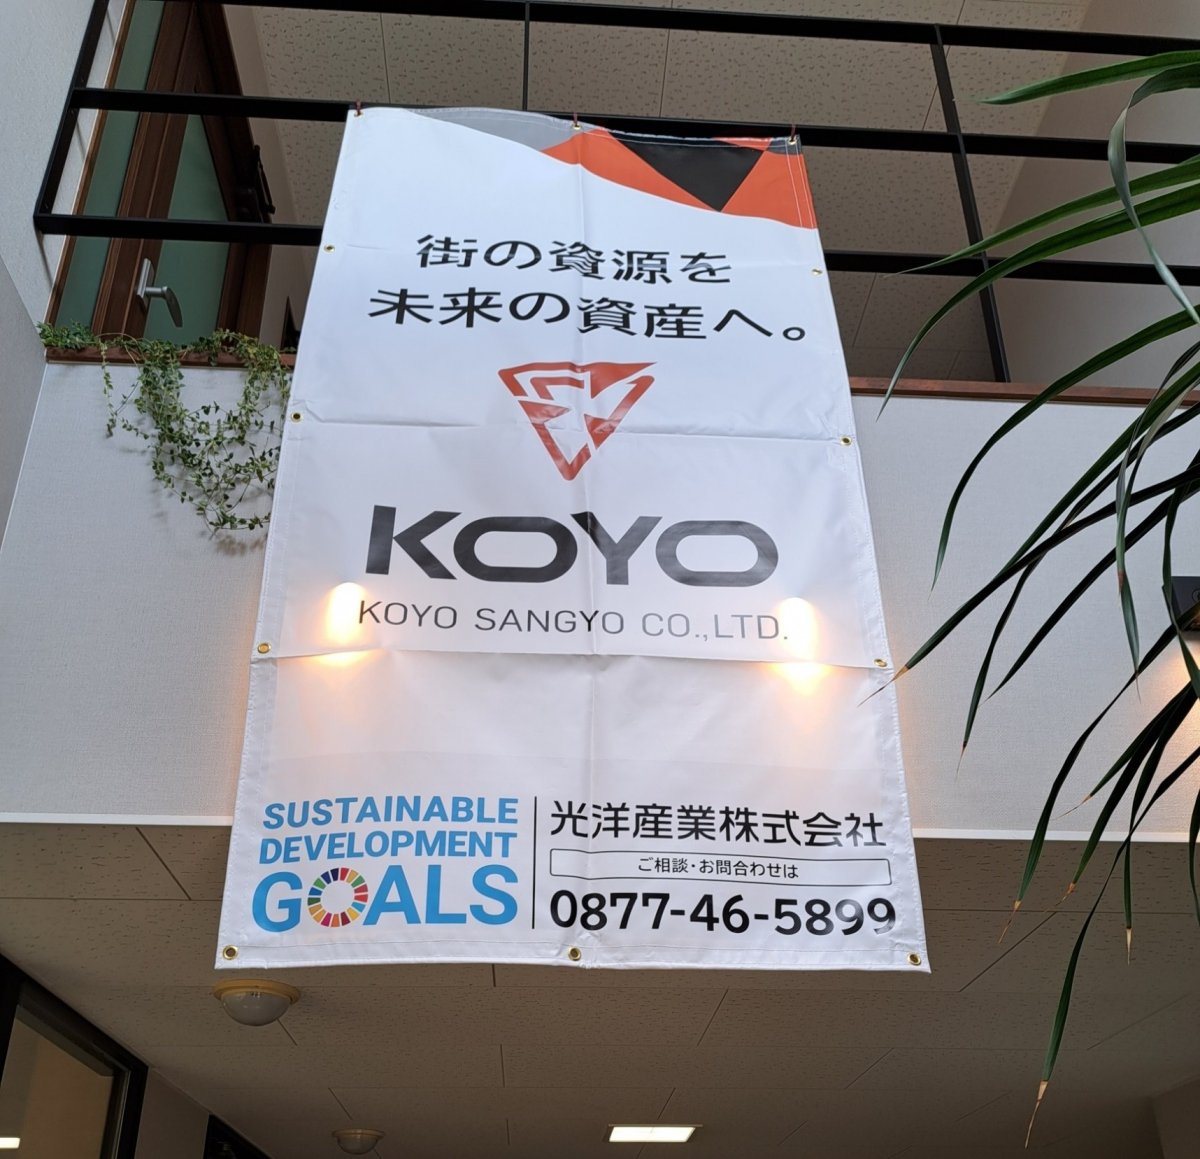 街の資源を
未来の資産へ。
KOYO
KOYO SANGYO CO.,LTD.
SUSTAINABLE
DEVELOPMENT
GOALS
光洋産業株式会社
ご相談・お問合わせは
0877-46-5899